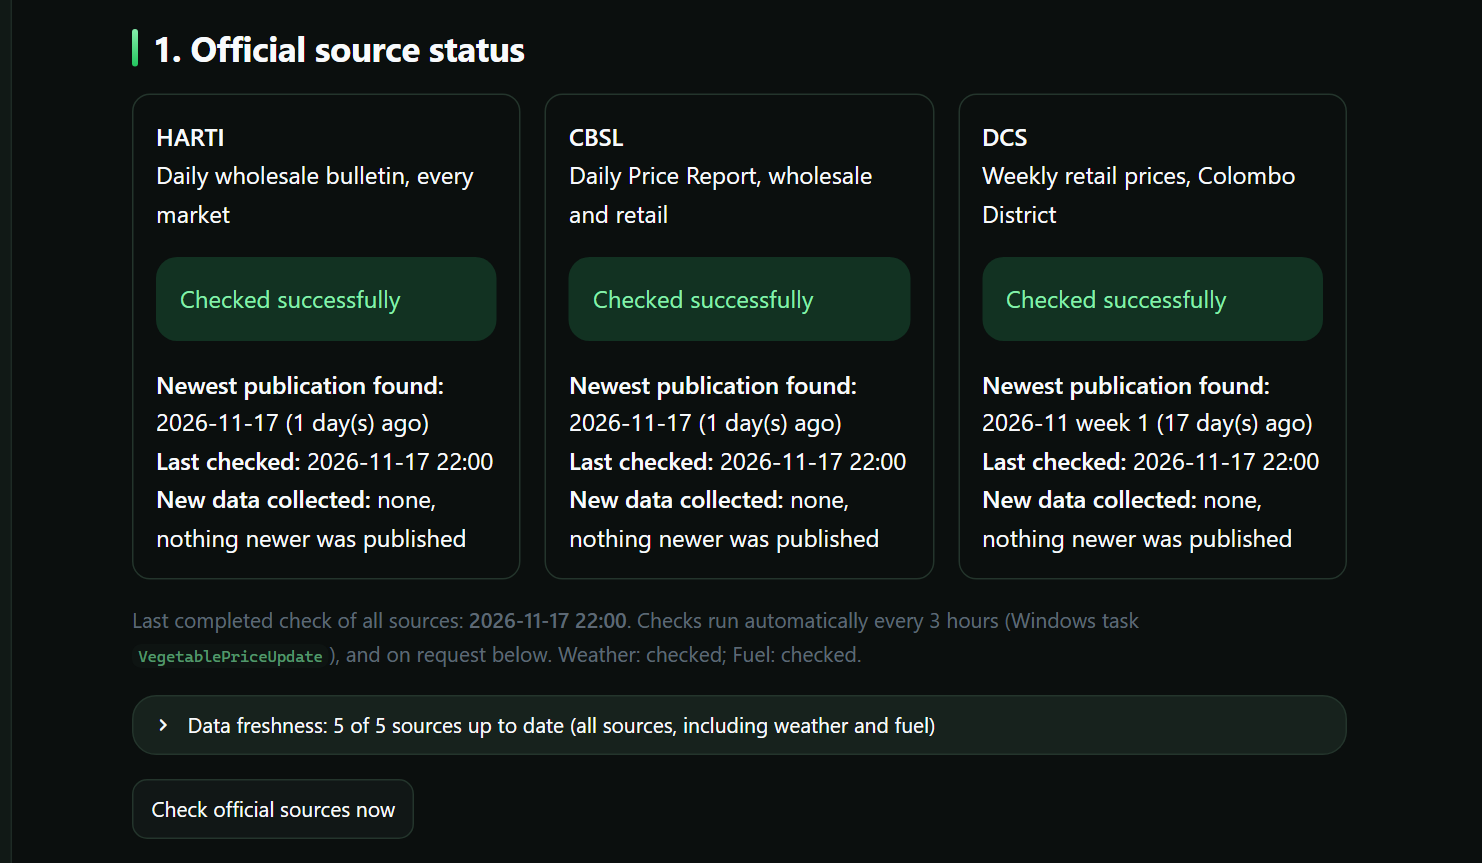 1. Official source status
HARTI
Daily wholesale bulletin, every
market
Checked successfully
Newest publication found:
2026-11-17 (1 day(s) ago)
Last checked: 2026-11-17 22:00
New data collected: none,
nothing newer was published
CBSL
Daily Price Report, wholesale
and retail
Checked successfully
Newest publication found:
2026-11-17 (1 day(s) ago)
Last checked: 2026-11-17 22:00
New data collected: none,
nothing newer was published
DCS
Weekly retail prices, Colombo
District
Checked successfully
Newest publication found:
2026-11 week 1 (17 day(s) ago)
Last checked: 2026-11-17 22:00
New data collected: none,
nothing newer was published
Last completed check of all sources: 2026-11-17 22:00. Checks run automatically every 3 hours (Windows task
VegetablePriceUpdate ), and on request below. Weather: checked; Fuel: checked.
Data freshness: 5 of 5 sources up to date (all sources, including weather and fuel)
Check official sources now